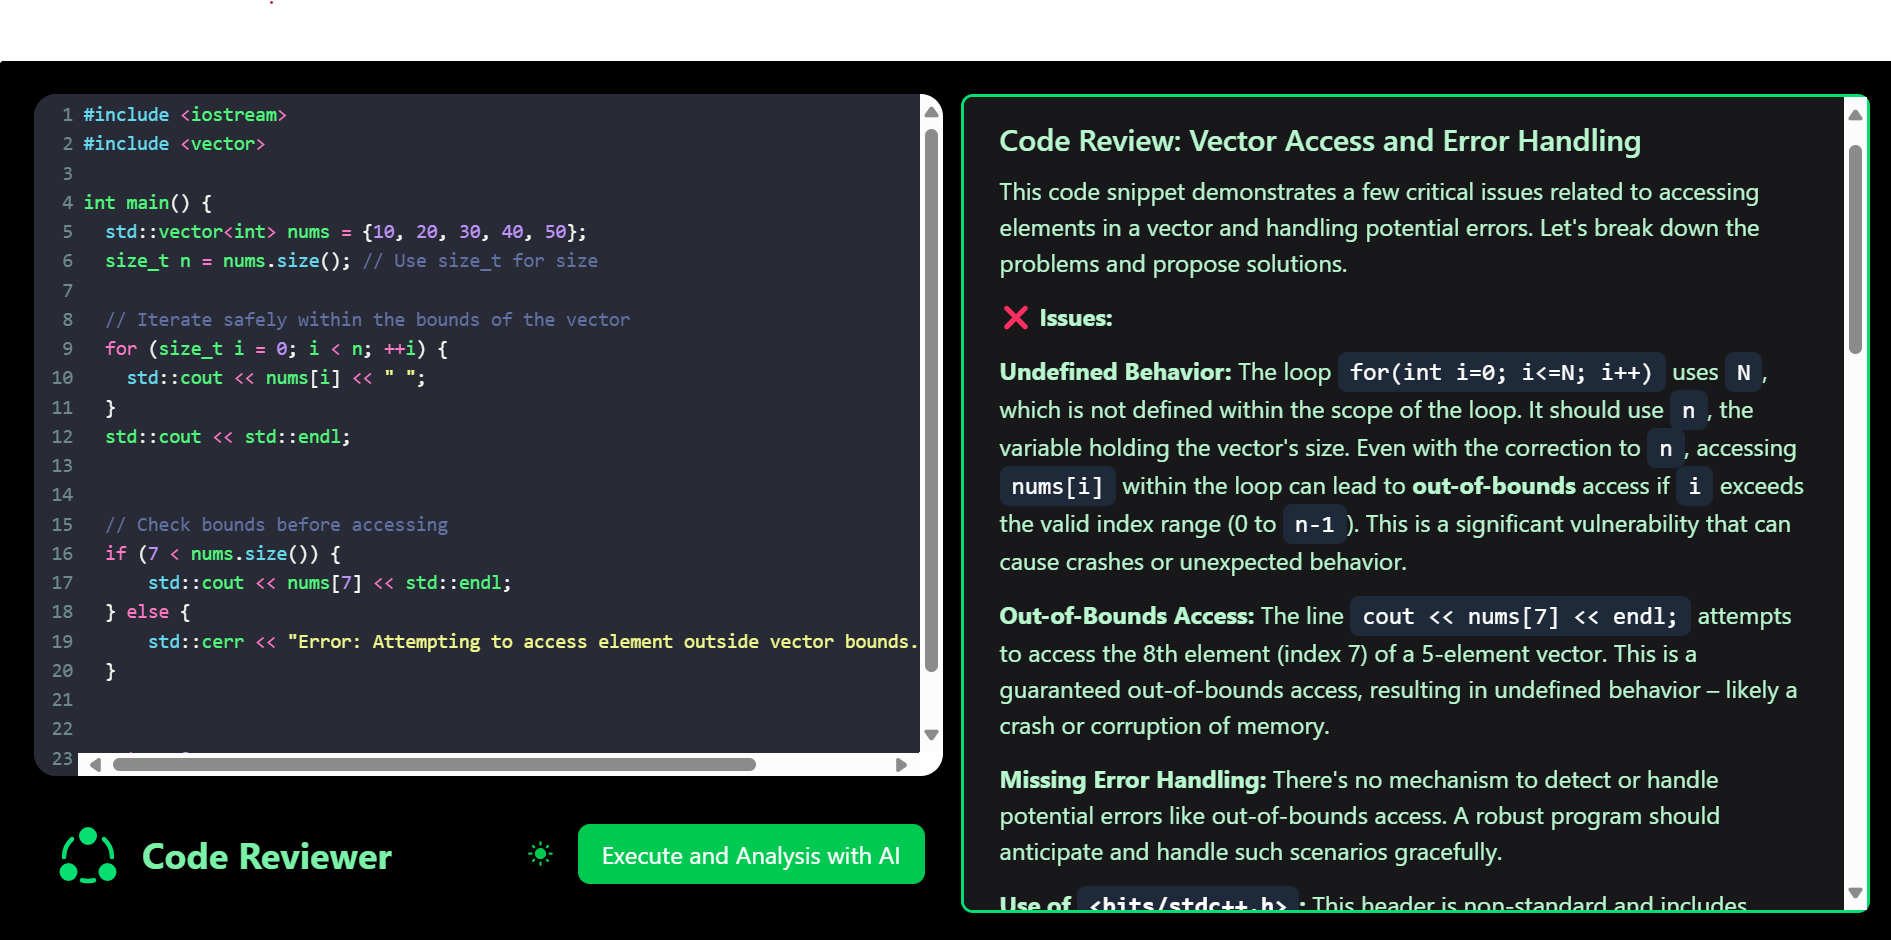 1 #include <iostream>
2 #include <vector>
3
4 int main() {
5 std::vector<int> nums = {10, 20, 30, 40, 50};
6 size_t n = nums.size(); // Use size_t for size
7
8 // Iterate safely within the bounds of the vector
9 for (size_t i = 0; i < n; ++i) {
10 std::cout << nums[i] << " ";
11 }
12 std::cout << std::endl;
13
14
15 // Check bounds before accessing
16 if (7 < nums.size()) {
17 std::cout << nums[7] << std::endl;
18 } else {
19 std::cerr << "Error: Attempting to access element outside vector bounds.
20 }
21
22
23
Code Reviewer
Execute and Analysis with AI
Code Review: Vector Access and Error Handling
This code snippet demonstrates a few critical issues related to accessing
elements in a vector and handling potential errors. Let's break down the
problems and propose solutions.
❌ Issues:
Undefined Behavior: The loop for(int i=0; i<=N; i++) uses N,
which is not defined within the scope of the loop. It should use n, the
variable holding the vector's size. Even with the correction to n, accessing
nums[i] within the loop can lead to out-of-bounds access if i exceeds
the valid index range (0 to n-1). This is a significant vulnerability that can
cause crashes or unexpected behavior.
Out-of-Bounds Access: The line cout << nums[7] << endl; attempts
to access the 8th element (index 7) of a 5-element vector. This is a
guaranteed out-of-bounds access, resulting in undefined behavior – likely a
crash or corruption of memory.
Missing Error Handling: There's no mechanism to detect or handle
potential errors like out-of-bounds access. A robust program should
anticipate and handle such scenarios gracefully.
Use of <bits/stdc++.h>: This header is non-standard and includes